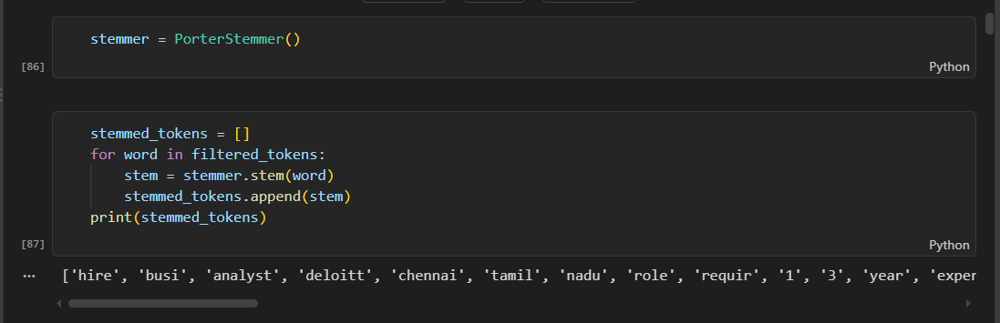 stemmer = PorterStemmer()
[86]
Python
stemmed_tokens = []
for word in filtered_tokens:
    stem = stemmer.stem(word)
    stemmed_tokens.append(stem)
print(stemmed_tokens)
[87]
Python
... ['hire', 'busi', 'analyst', 'deloitt', 'chennai', 'tamil', 'nadu', 'role', 'requir', '1', '3', 'year', 'exper